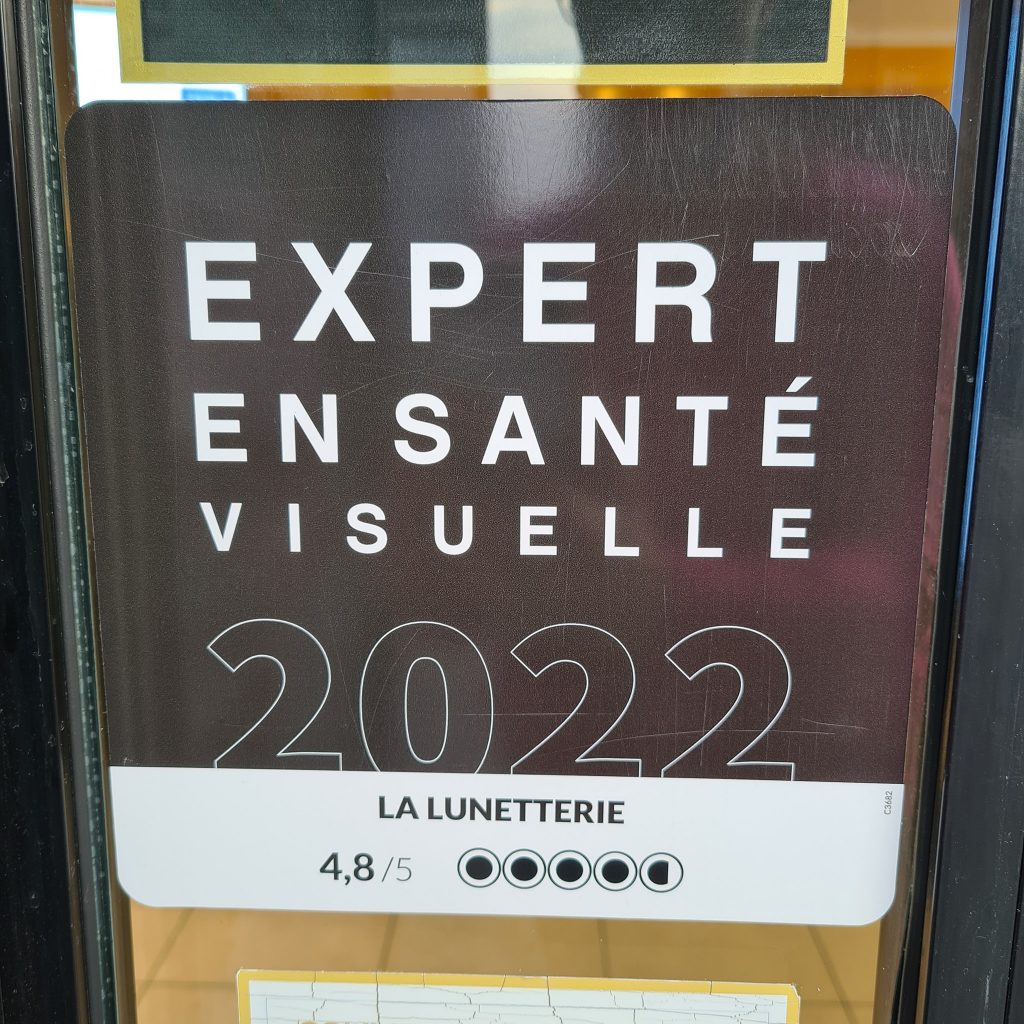 EXPERT
EN SANTÉ
VISUELLE
2022
LA LUNETTERIE
4,8 /5
C3682